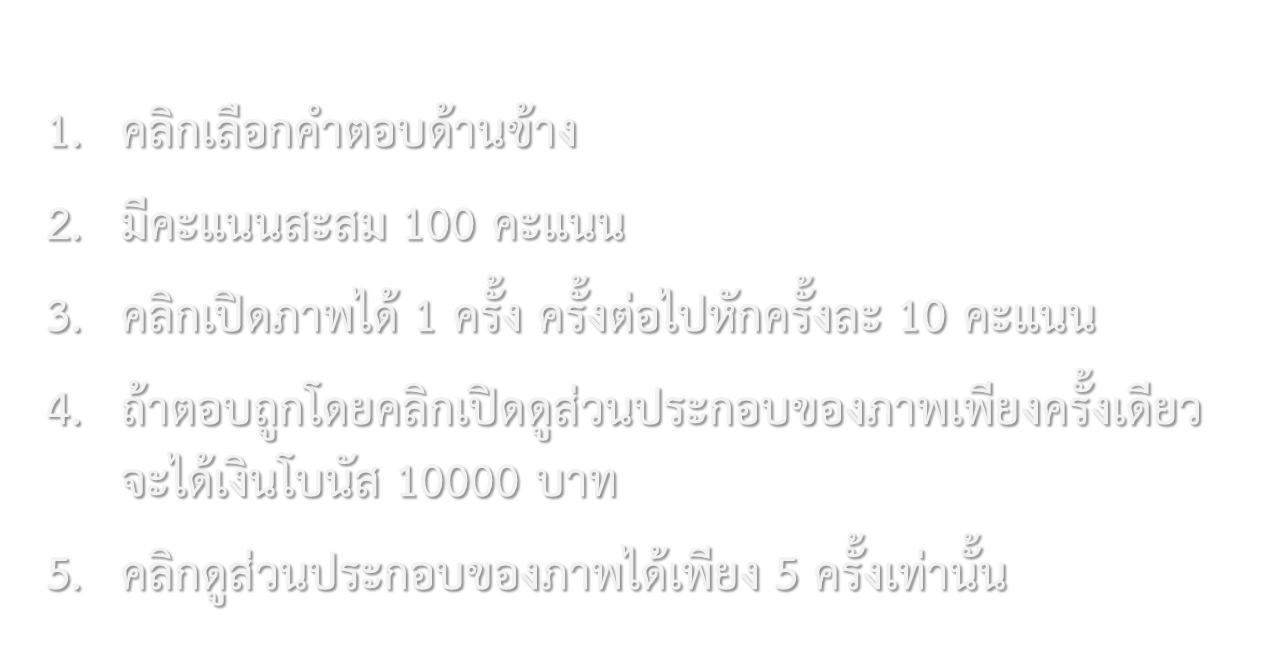 1. คลิกเลือกคำตอบด้านข้าง
2. มีคะแนนสะสม 100 คะแนน
3. คลิกเปิดภาพได้ 1 ครั้ง ครั้งต่อไปหักครั้งละ 10 คะแนน
4. ถ้าตอบถูกโดยคลิกเปิดดูส่วนประกอบของภาพเพียงครั้งเดียว
จะได้เงินโบนัส 10000 บาท
5. คลิกดูส่วนประกอบของภาพได้เพียง 5 ครั้งเท่านั้น